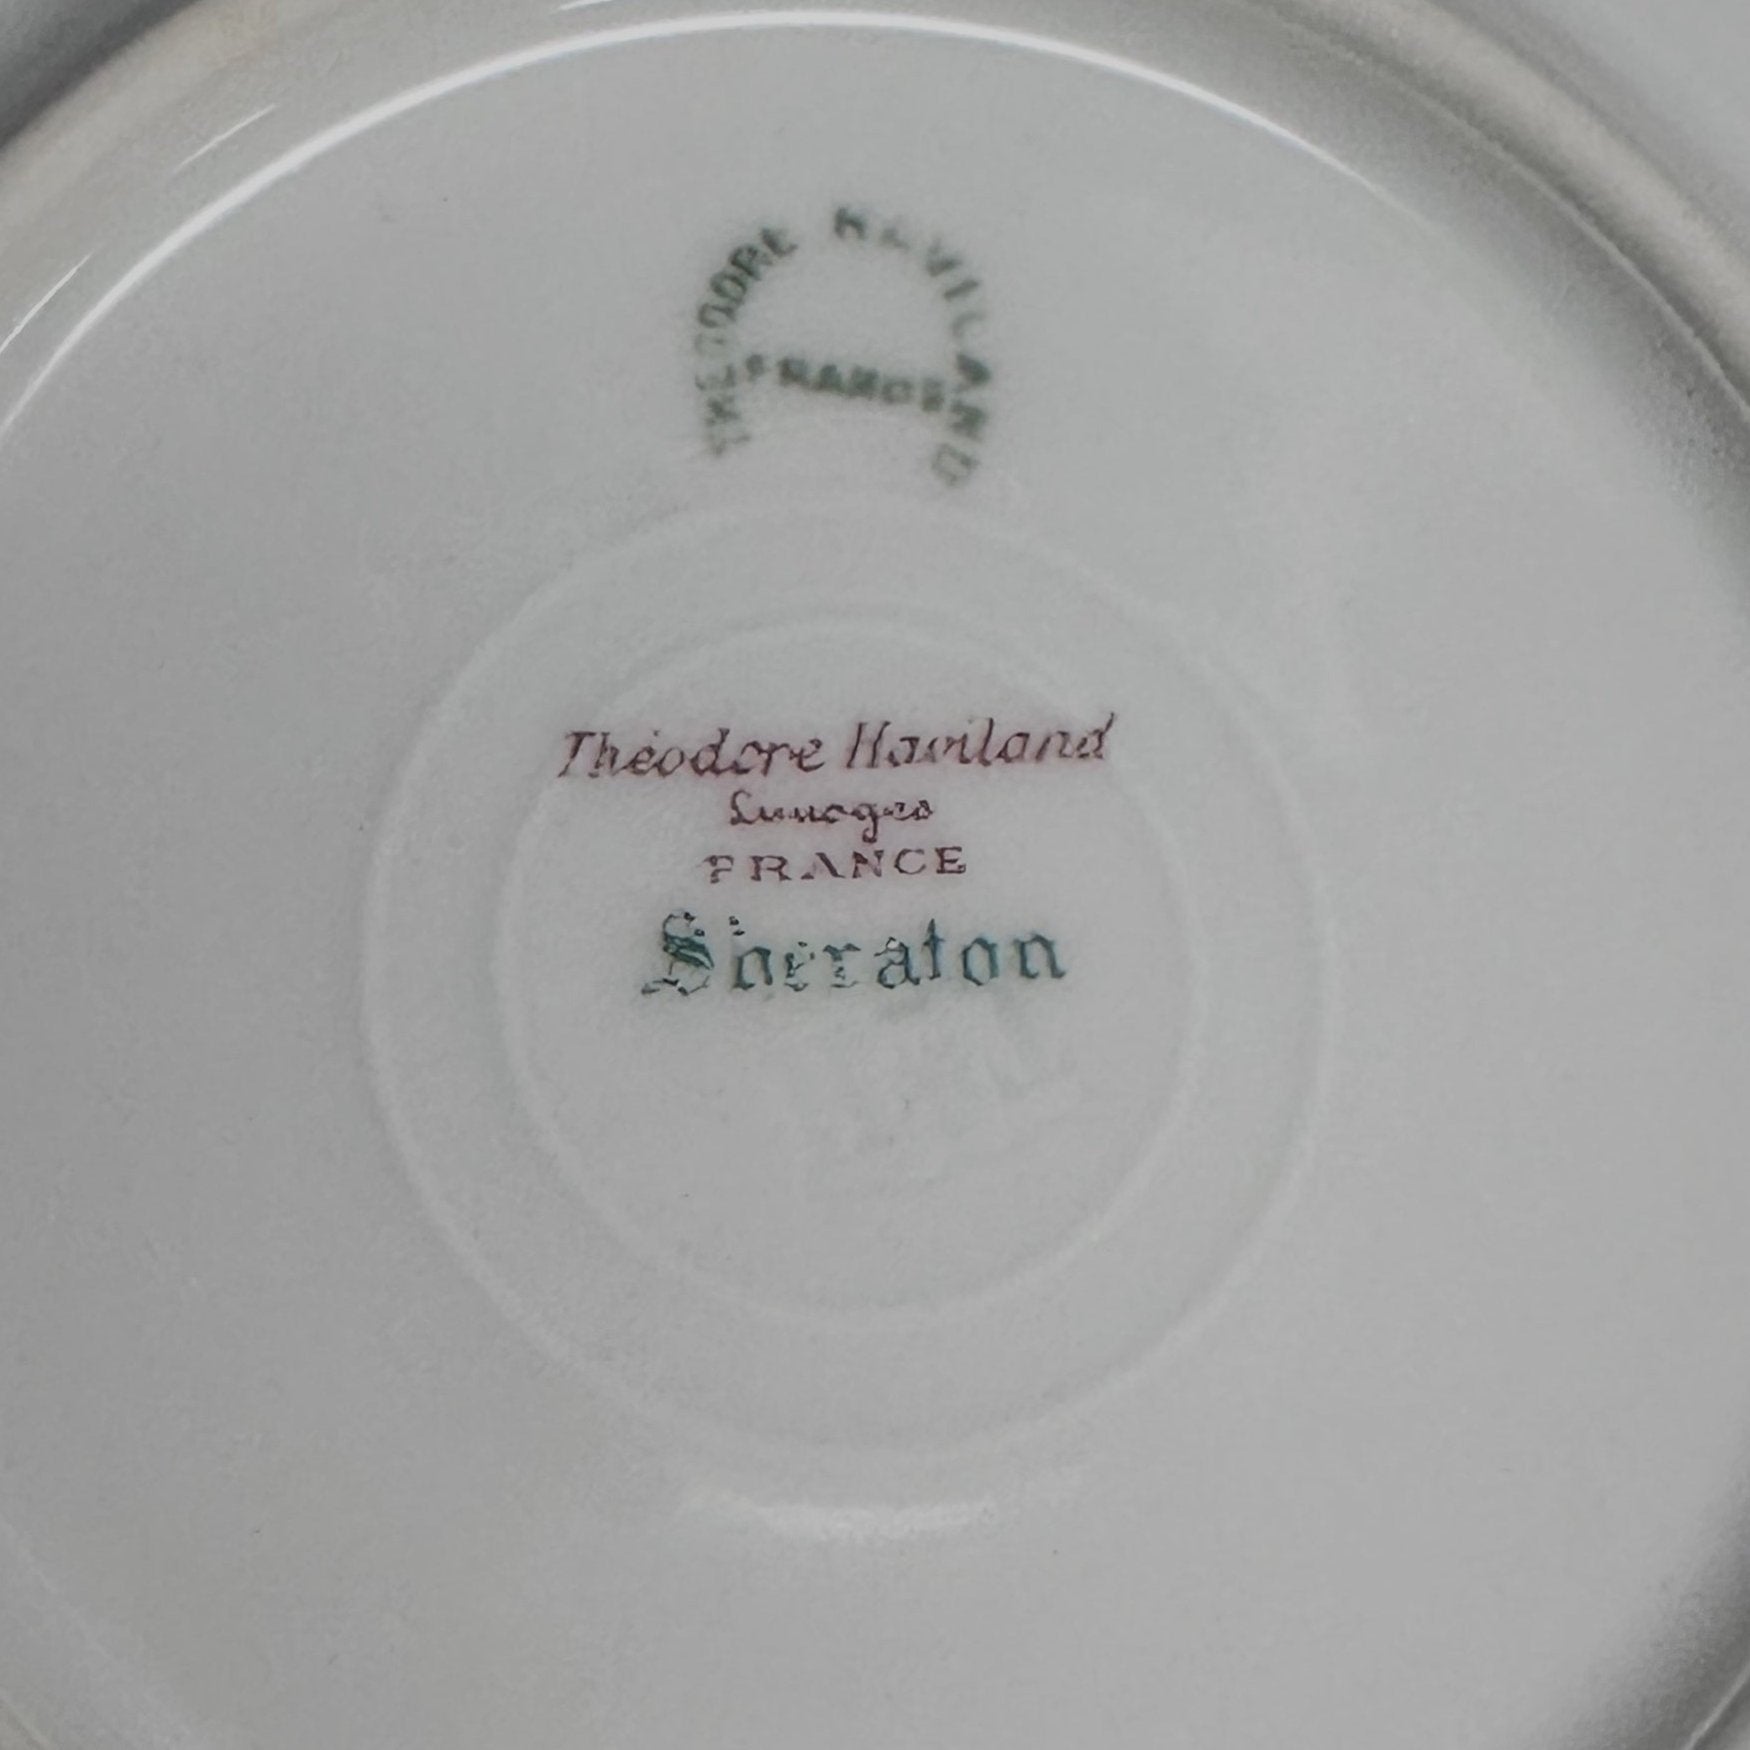 THEODORE HAVILAND
FRANCE
Théodore Haviland
Limoges
FRANCE
Sheraton